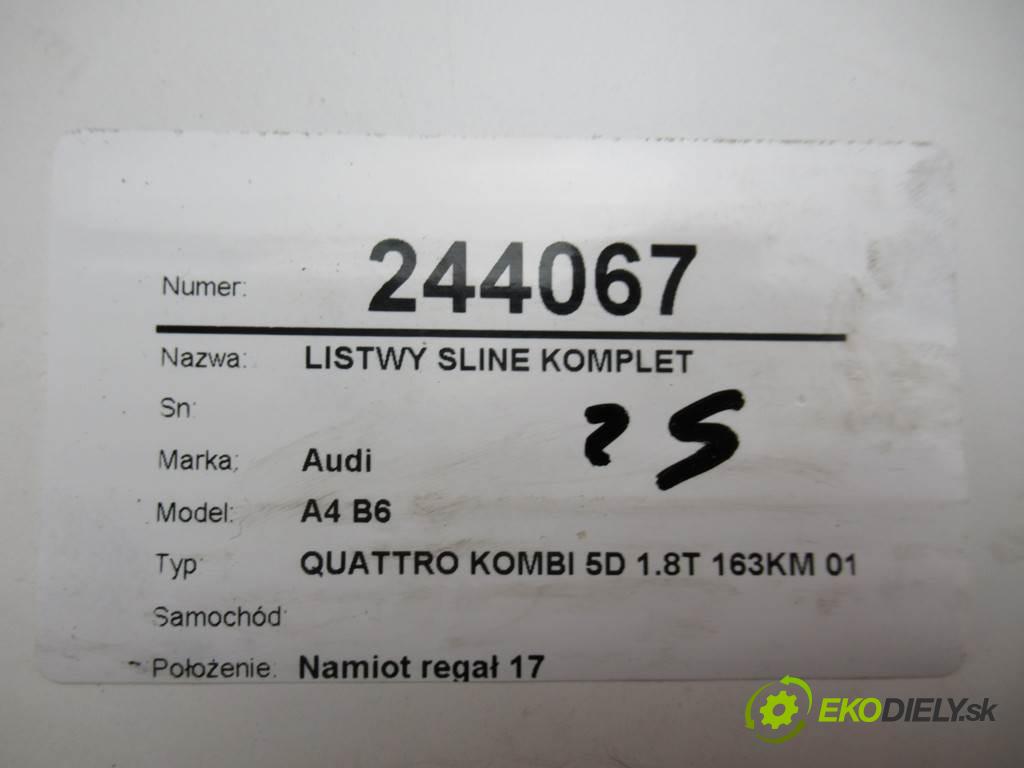 Numer: 244067
Nazwa: LISTWY SLINE KOMPLET
Sn:
25
Marka: Audi
Model: A4 B6
Typ: QUATTRO KOMBI 5D 1.8T 163KM 01
Samochód:
Położenie: Namiot regał 17
EKODIELY.sk